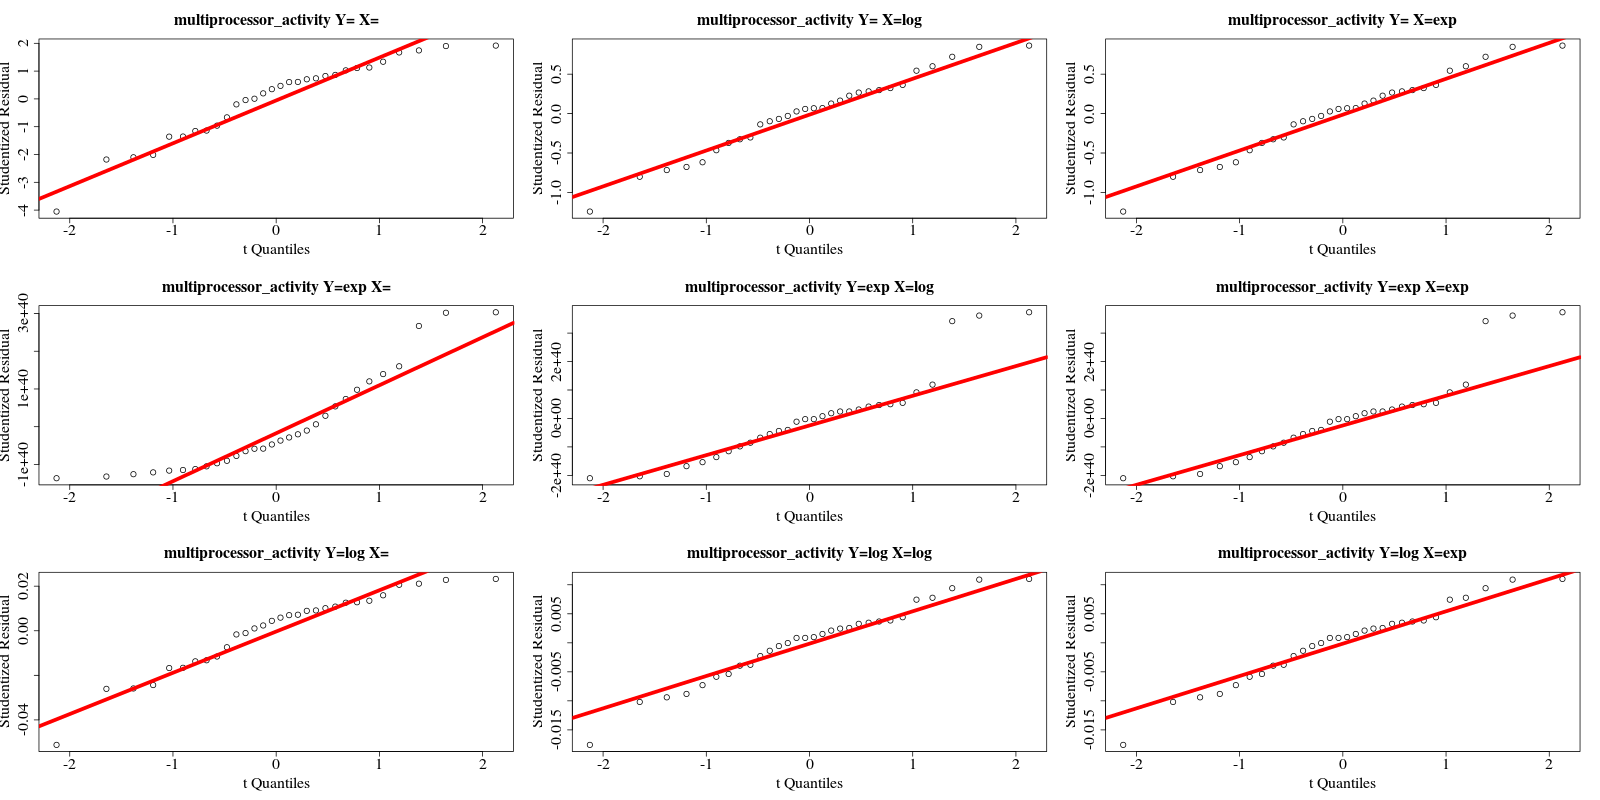 multiprocessor_activity Y= X=
multiprocessor_activity Y= X=log
multiprocessor_activity Y= X=exp
Studentized Residual
2
1
0
-1
-2
-3
-4
-2 -1 0 1 2
t Quantiles
Studentized Residual
0.5
0.0
-0.5
-1.0
-2 -1 0 1 2
t Quantiles
Studentized Residual
0.5
0.0
-0.5
-1.0
-2 -1 0 1 2
t Quantiles
multiprocessor_activity Y=exp X=
multiprocessor_activity Y=exp X=log
multiprocessor_activity Y=exp X=exp
Studentized Residual
3e+40
1e+40
-1e+40
-2 -1 0 1 2
t Quantiles
Studentized Residual
2e+40
0e+00
-2e+40
-2 -1 0 1 2
t Quantiles
Studentized Residual
2e+40
0e+00
-2e+40
-2 -1 0 1 2
t Quantiles
multiprocessor_activity Y=log X=
multiprocessor_activity Y=log X=log
multiprocessor_activity Y=log X=exp
Studentized Residual
0.02
0.00
-0.04
-2 -1 0 1 2
t Quantiles
Studentized Residual
0.005
-0.005
-0.015
-2 -1 0 1 2
t Quantiles
Studentized Residual
0.005
-0.005
-0.015
-2 -1 0 1 2
t Quantiles